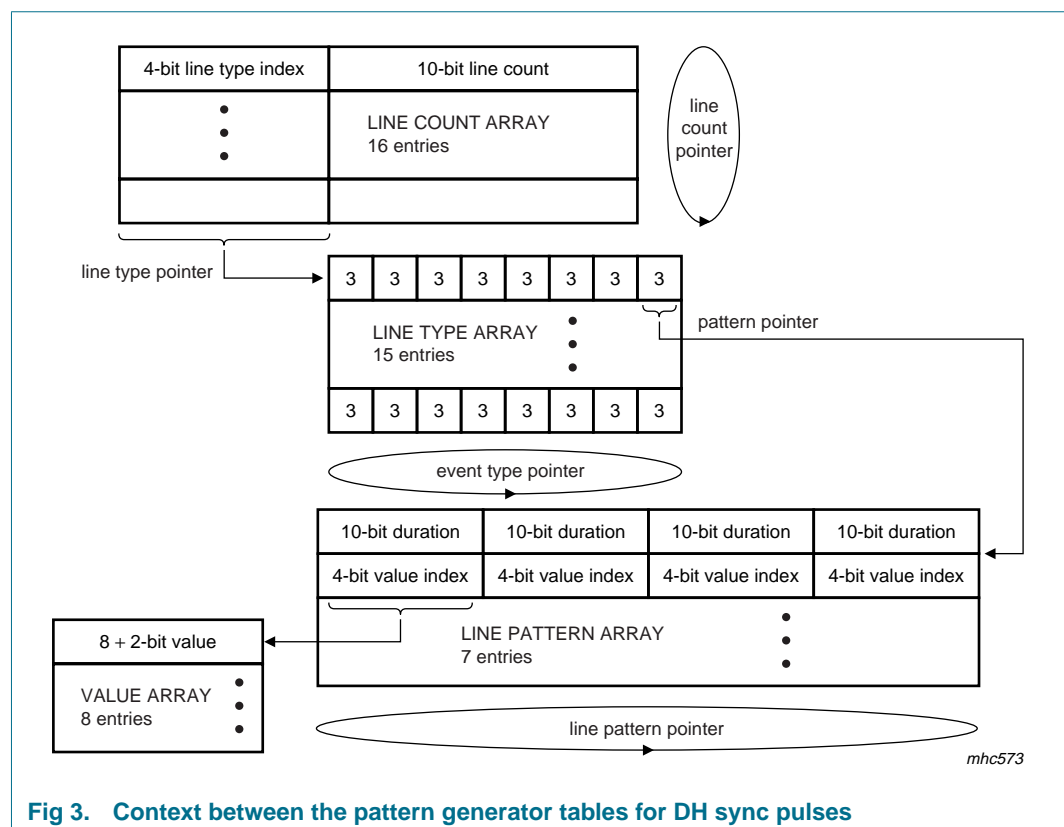 4-bit line type index
10-bit line count
LINE COUNT ARRAY
16 entries
line
count
pointer
line type pointer
3 3 3 3 3 3 3 3
LINE TYPE ARRAY
15 entries
pattern pointer
3 3 3 3 3 3 3 3
event type pointer
10-bit duration 10-bit duration 10-bit duration 10-bit duration
4-bit value index 4-bit value index 4-bit value index 4-bit value index
LINE PATTERN ARRAY
7 entries
8 + 2-bit value
VALUE ARRAY
8 entries
line pattern pointer
mhc573
Fig 3. Context between the pattern generator tables for DH sync pulses